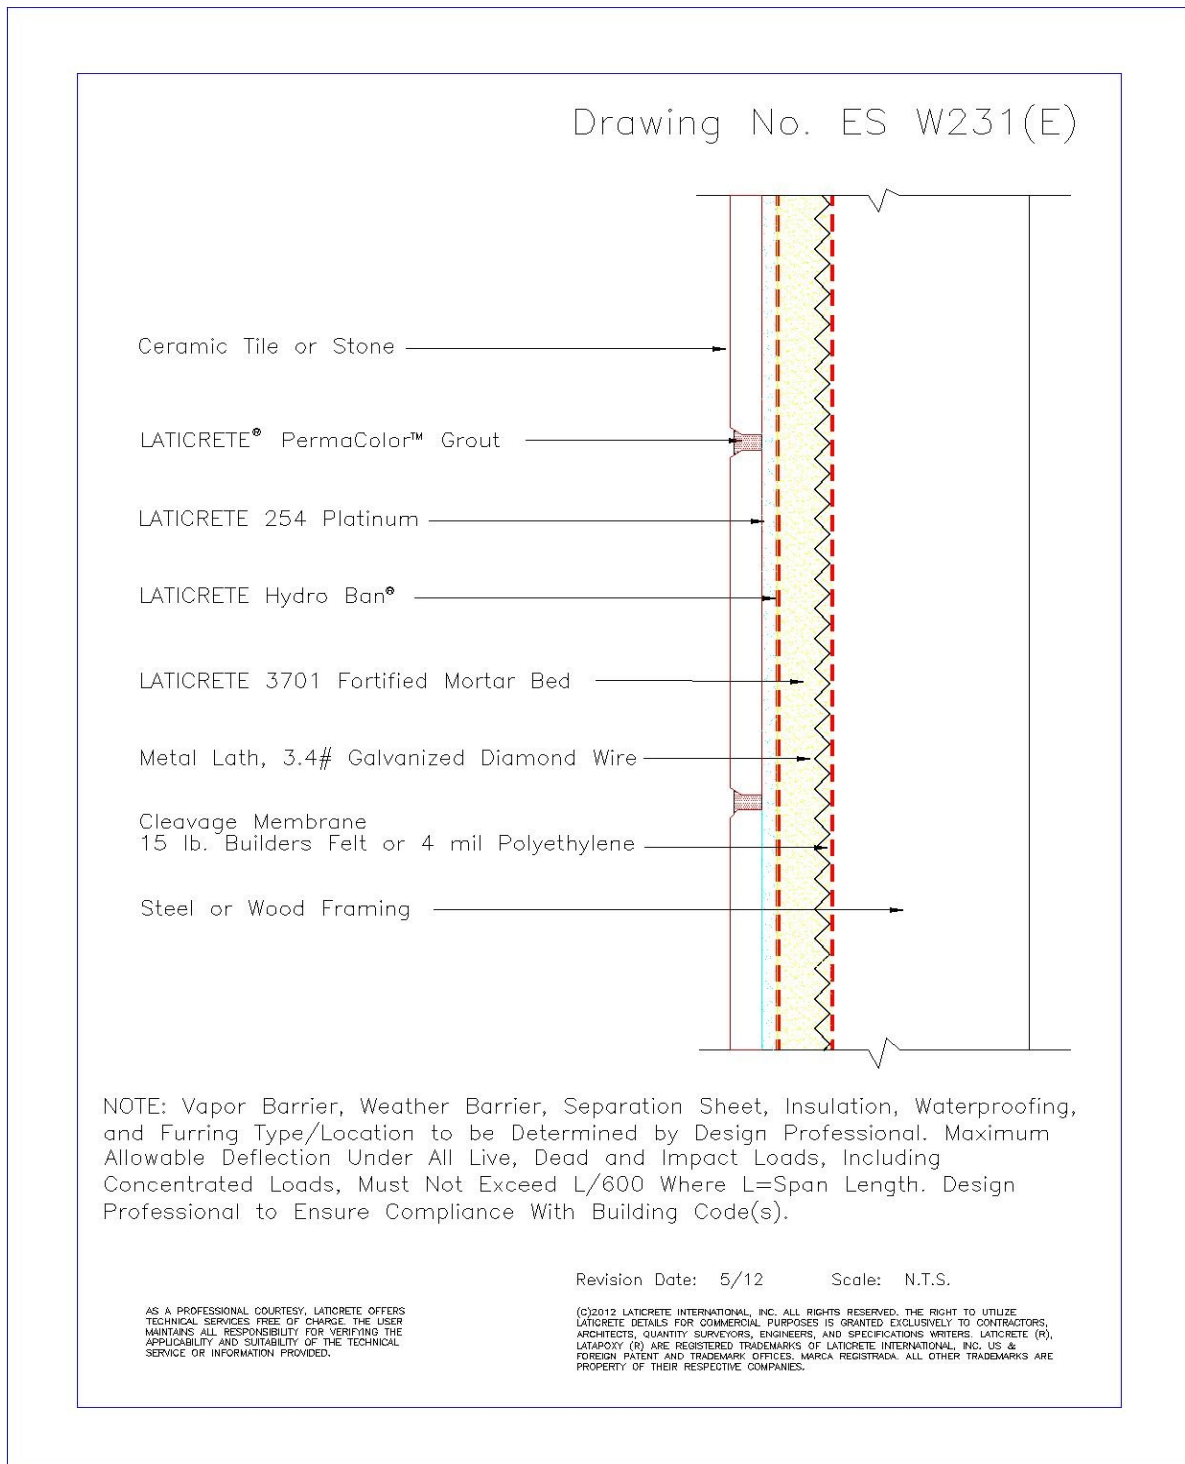 Drawing No. ES W231(E)
Ceramic Tile or Stone
LATICRETE® PermaColor™ Grout
LATICRETE 254 Platinum
LATICRETE Hydro Ban®
LATICRETE 3701 Fortified Mortar Bed
Metal Lath, 3.4# Galvanized Diamond Wire
Cleavage Membrane
15 lb. Builders Felt or 4 mil Polyethylene
Steel or Wood Framing
NOTE: Vapor Barrier, Weather Barrier, Separation Sheet, Insulation, Waterproofing,
and Furring Type/Location to be Determined by Design Professional. Maximum
Allowable Deflection Under All Live, Dead and Impact Loads, Including
Concentrated Loads, Must Not Exceed L/600 Where L=Span Length. Design
Professional to Ensure Compliance With Building Code(s).
Revision Date: 5/12 Scale: N.T.S.
AS A PROFESSIONAL COURTESY, LATICRETE OFFERS
TECHNICAL SERVICES FREE OF CHARGE. THE USER
MAINTAINS ALL RESPONSIBILITY FOR VERIFYING THE
APPLICABILITY AND SUITABILITY OF THE TECHNICAL
SERVICE OR INFORMATION PROVIDED.
(C)2012 LATICRETE INTERNATIONAL, INC. ALL RIGHTS RESERVED. THE RIGHT TO UTILIZE
LATICRETE DETAILS FOR COMMERCIAL PURPOSES IS GRANTED EXCLUSIVELY TO CONTRACTORS,
ARCHITECTS, QUANTITY SURVEYORS, ENGINEERS, AND SPECIFICATIONS WRITERS. LATICRETE (R),
LATAPOXY (R) ARE REGISTERED TRADEMARKS OF LATICRETE INTERNATIONAL, INC. US &
FOREIGN PATENT AND TRADEMARK OFFICES. MARCA REGISTRADA. ALL OTHER TRADEMARKS ARE
PROPERTY OF THEIR RESPECTIVE COMPANIES.